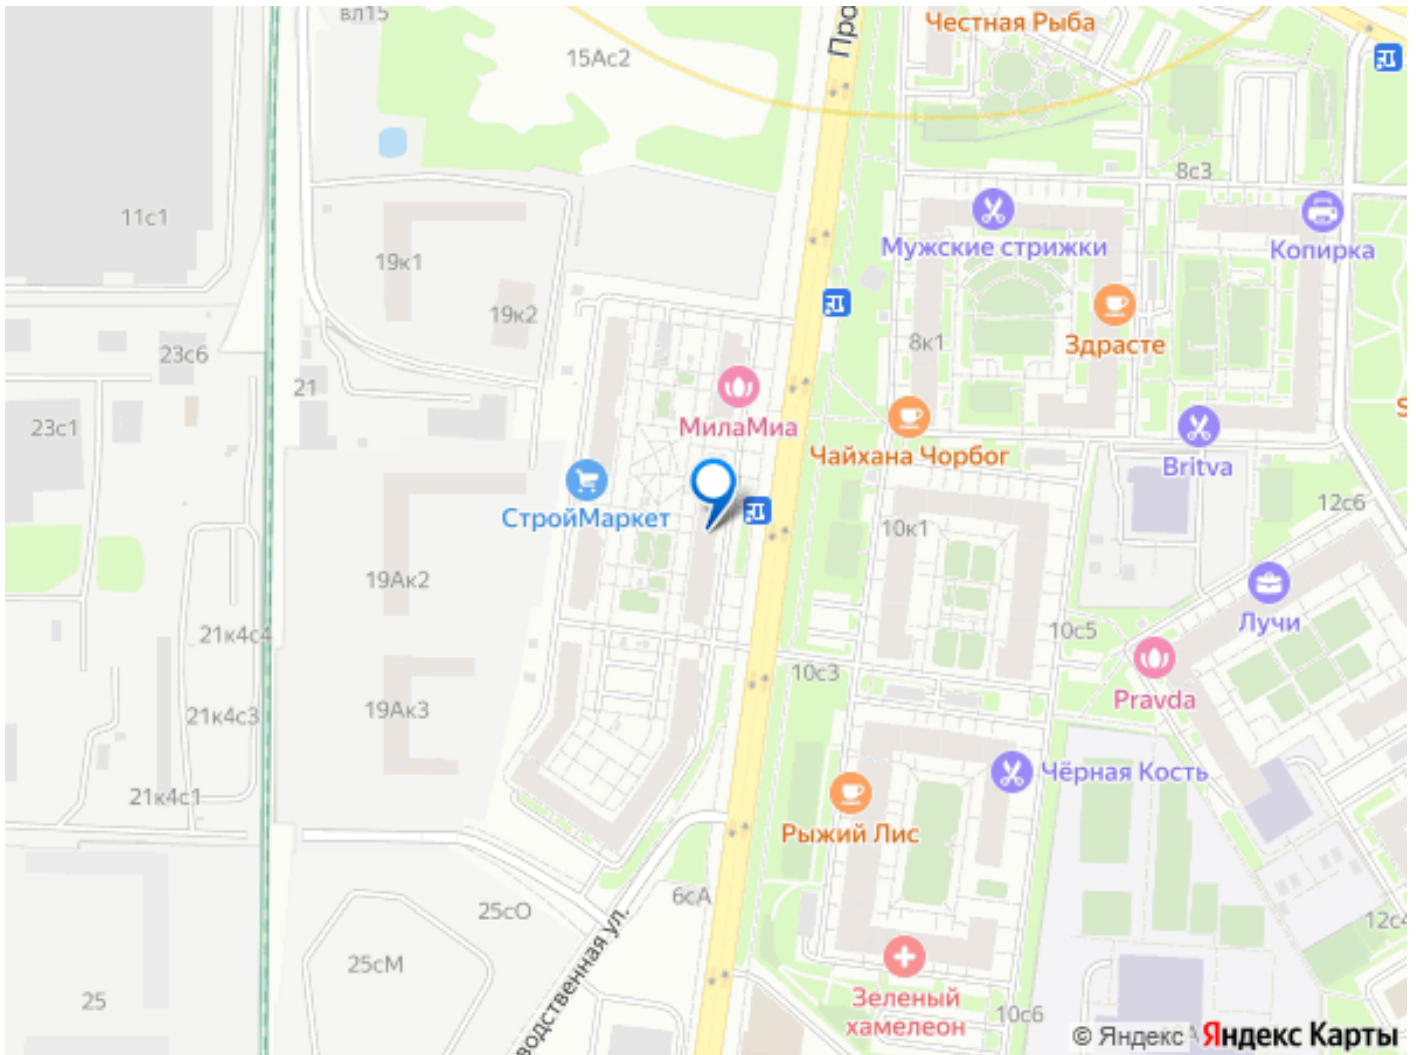 вл15
Честная Рыба
Про
15Ас2
8с3
11с1
Мужские стрижки
Копирка
19к1
19к2
Здрасте
8к1
23с6
21
МилаМиа
23с1
Чайхана Чорбог
Britva
S
СтройМаркет
12с6
10к1
19Ак2
Лучи
21к4с4
10с5
10с3
Pravda
19Ак3
21к4с3
Чёрная Кость
21к4с1
Рыжий Лис
6сА
25сО
12с4
водственная ул.
25сМ
25
Зеленый
хамелеон
10с6
© Яндекс
Яндекс Карты